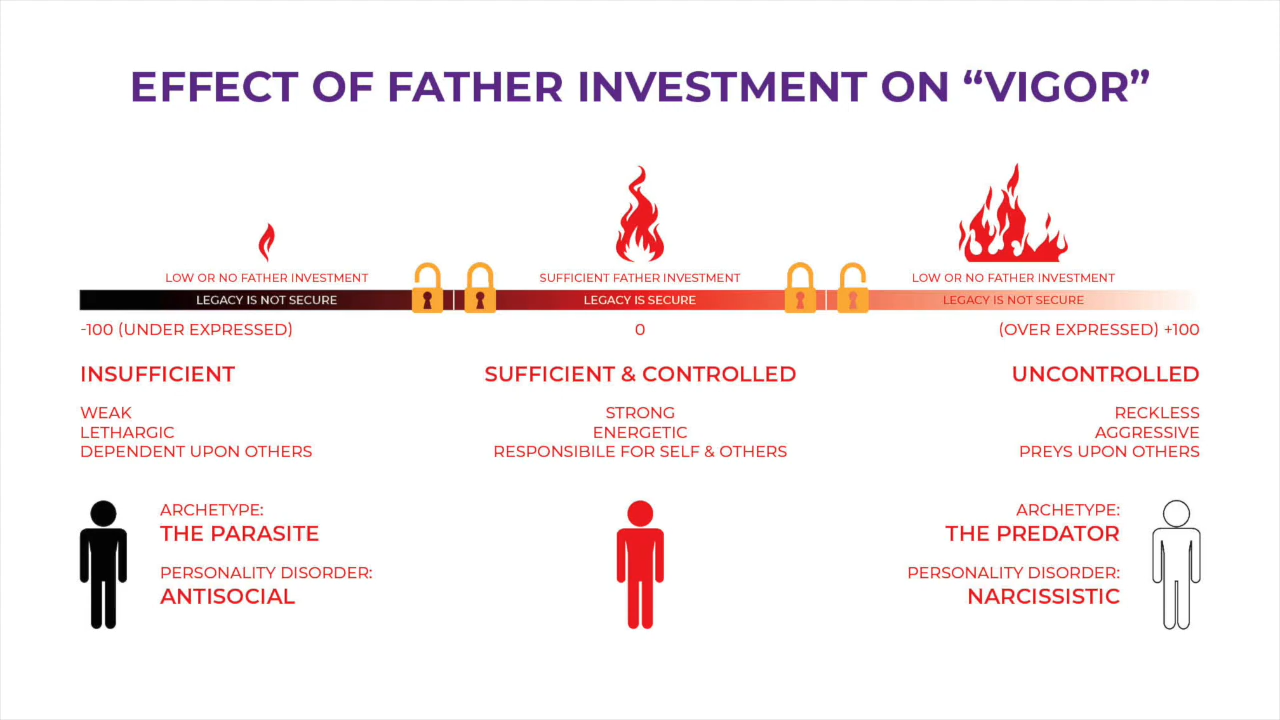 EFFECT OF FATHER INVESTMENT ON “VIGOR”
LOW OR NO FATHER INVESTMENT
SUFFICIENT FATHER INVESTMENT
LOW OR NO FATHER INVESTMENT
LEGACY IS NOT SECURE
LEGACY IS SECURE
LEGACY IS NOT SECURE
-100 (UNDER EXPRESSED)
0
(OVER EXPRESSED) +100
INSUFFICIENT
WEAK
LETHARGIC
DEPENDENT UPON OTHERS
SUFFICIENT & CONTROLLED
STRONG
ENERGETIC
RESPONSIBILE FOR SELF & OTHERS
UNCONTROLLED
RECKLESS
AGGRESSIVE
PREYS UPON OTHERS
ARCHETYPE:
THE PARASITE
PERSONALITY DISORDER:
ANTISOCIAL
ARCHETYPE:
THE PREDATOR
PERSONALITY DISORDER:
NARCISSISTIC